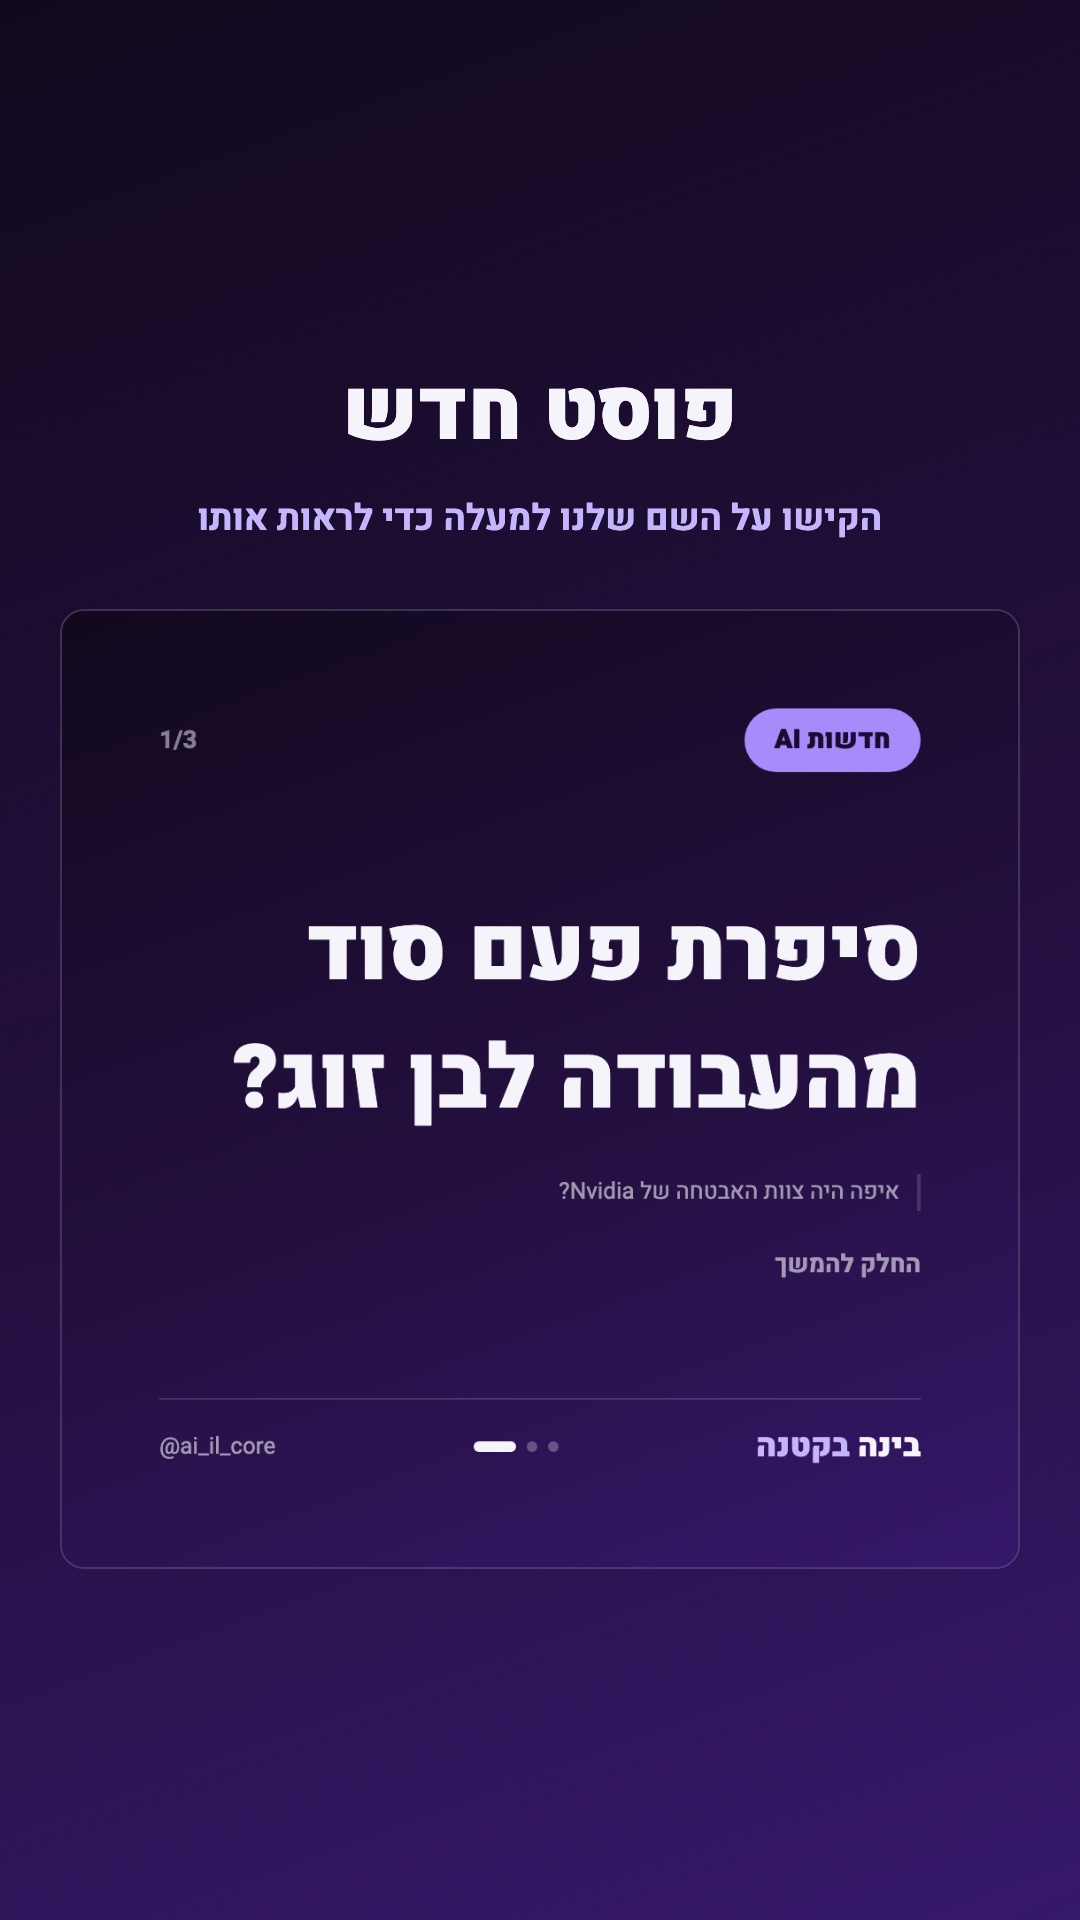 פוסט חדש
הקישו על השם שלנו למעלה כדי לראות אותו
חדשות AI
1/3
סיפרת פעם סוד
מהעבודה לבן זוג?
איפה היה צוות האבטחה של Nvidia?
החלק להמשך
בינה בקטנה
@ai_il_core